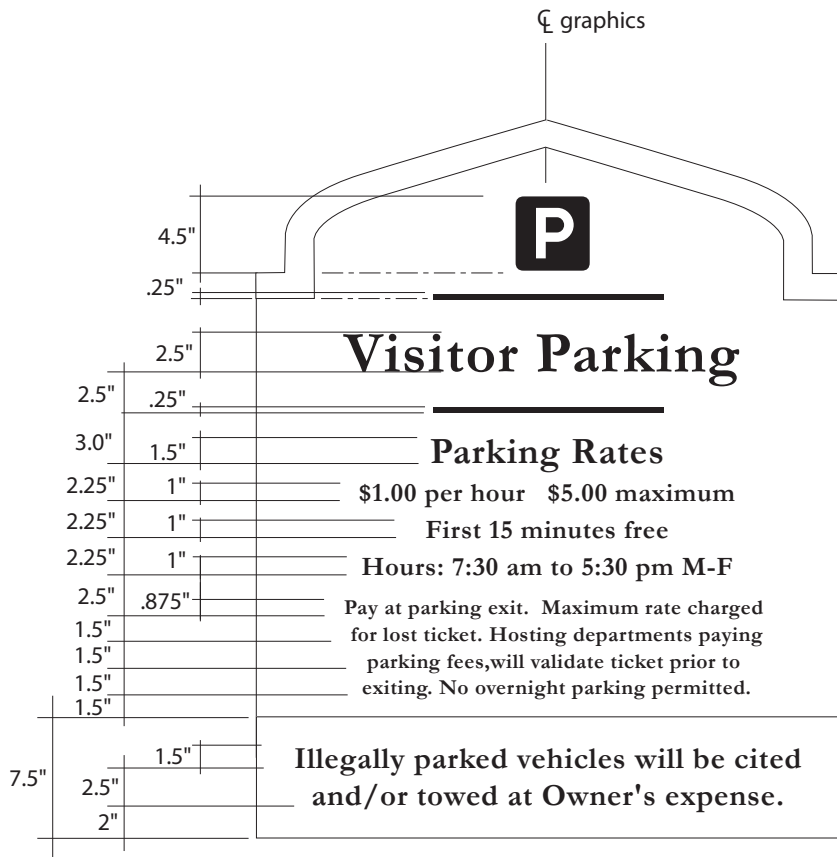 ℄ graphics
P
4.5"
.25"
Visitor Parking
2.5"
2.5" .25"
3.0" 1.5" Parking Rates
2.25" 1" $1.00 per hour $5.00 maximum
2.25" 1" First 15 minutes free
2.25" 1" Hours: 7:30 am to 5:30 pm M-F
2.5" .875" Pay at parking exit. Maximum rate charged
1.5" for lost ticket. Hosting departments paying
1.5" parking fees,will validate ticket prior to
1.5" exiting. No overnight parking permitted.
1.5"
1.5" Illegally parked vehicles will be cited
7.5" 2.5" and/or towed at Owner's expense.
2"